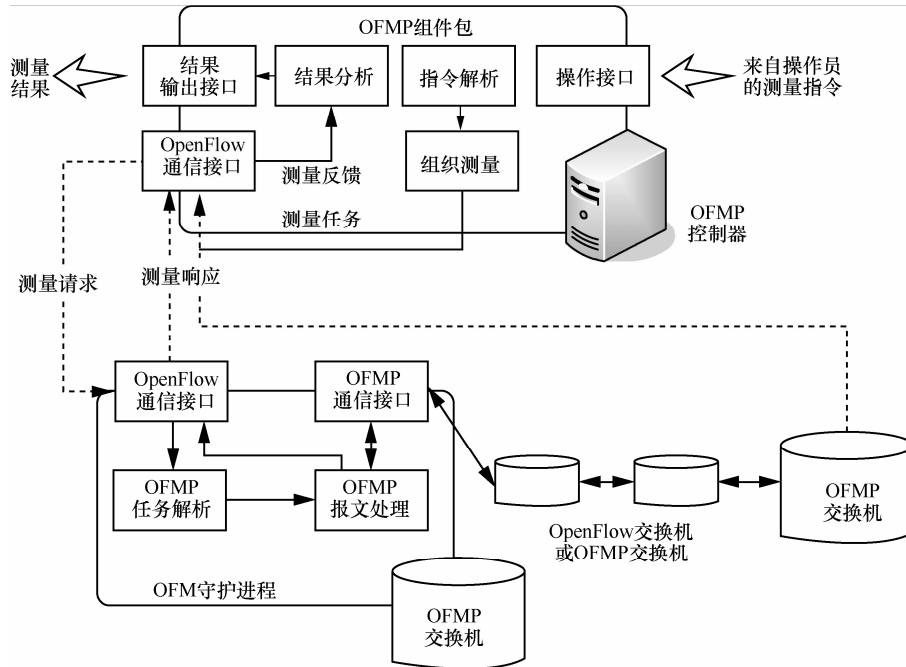 OFMP组件包
测量
结果
结果
输出接口
结果分析
指令解析
操作接口
来自操作员
的测量指令
OpenFlow
通信接口
测量反馈
组织测量
测量任务
OFMP
控制器
测量请求
测量响应
OpenFlow
通信接口
OFMP
通信接口
OFMP
任务解析
OFMP
报文处理
OpenFlow交换机
或OFMP交换机
OFMP
交换机
OFM守护进程
OFMP
交换机